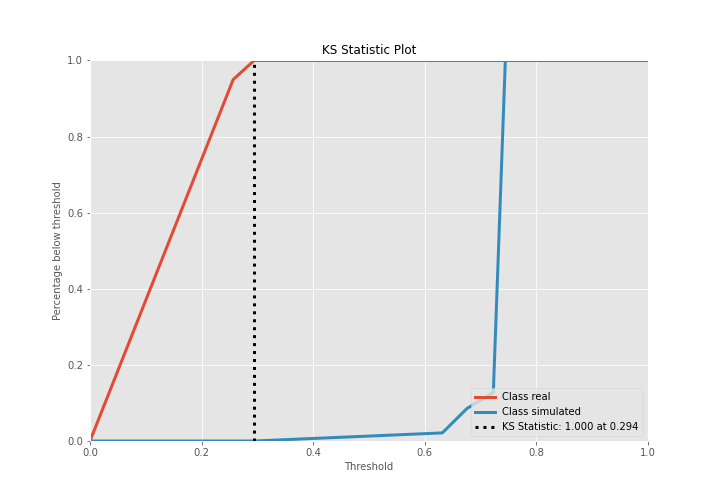 KS Statistic Plot
1.0
0.8
0.6
0.4
0.2
0.0
Percentage below threshold
0.0 0.2 0.4 0.6 0.8 1.0
Threshold
Class real
Class simulated
KS Statistic: 1.000 at 0.294